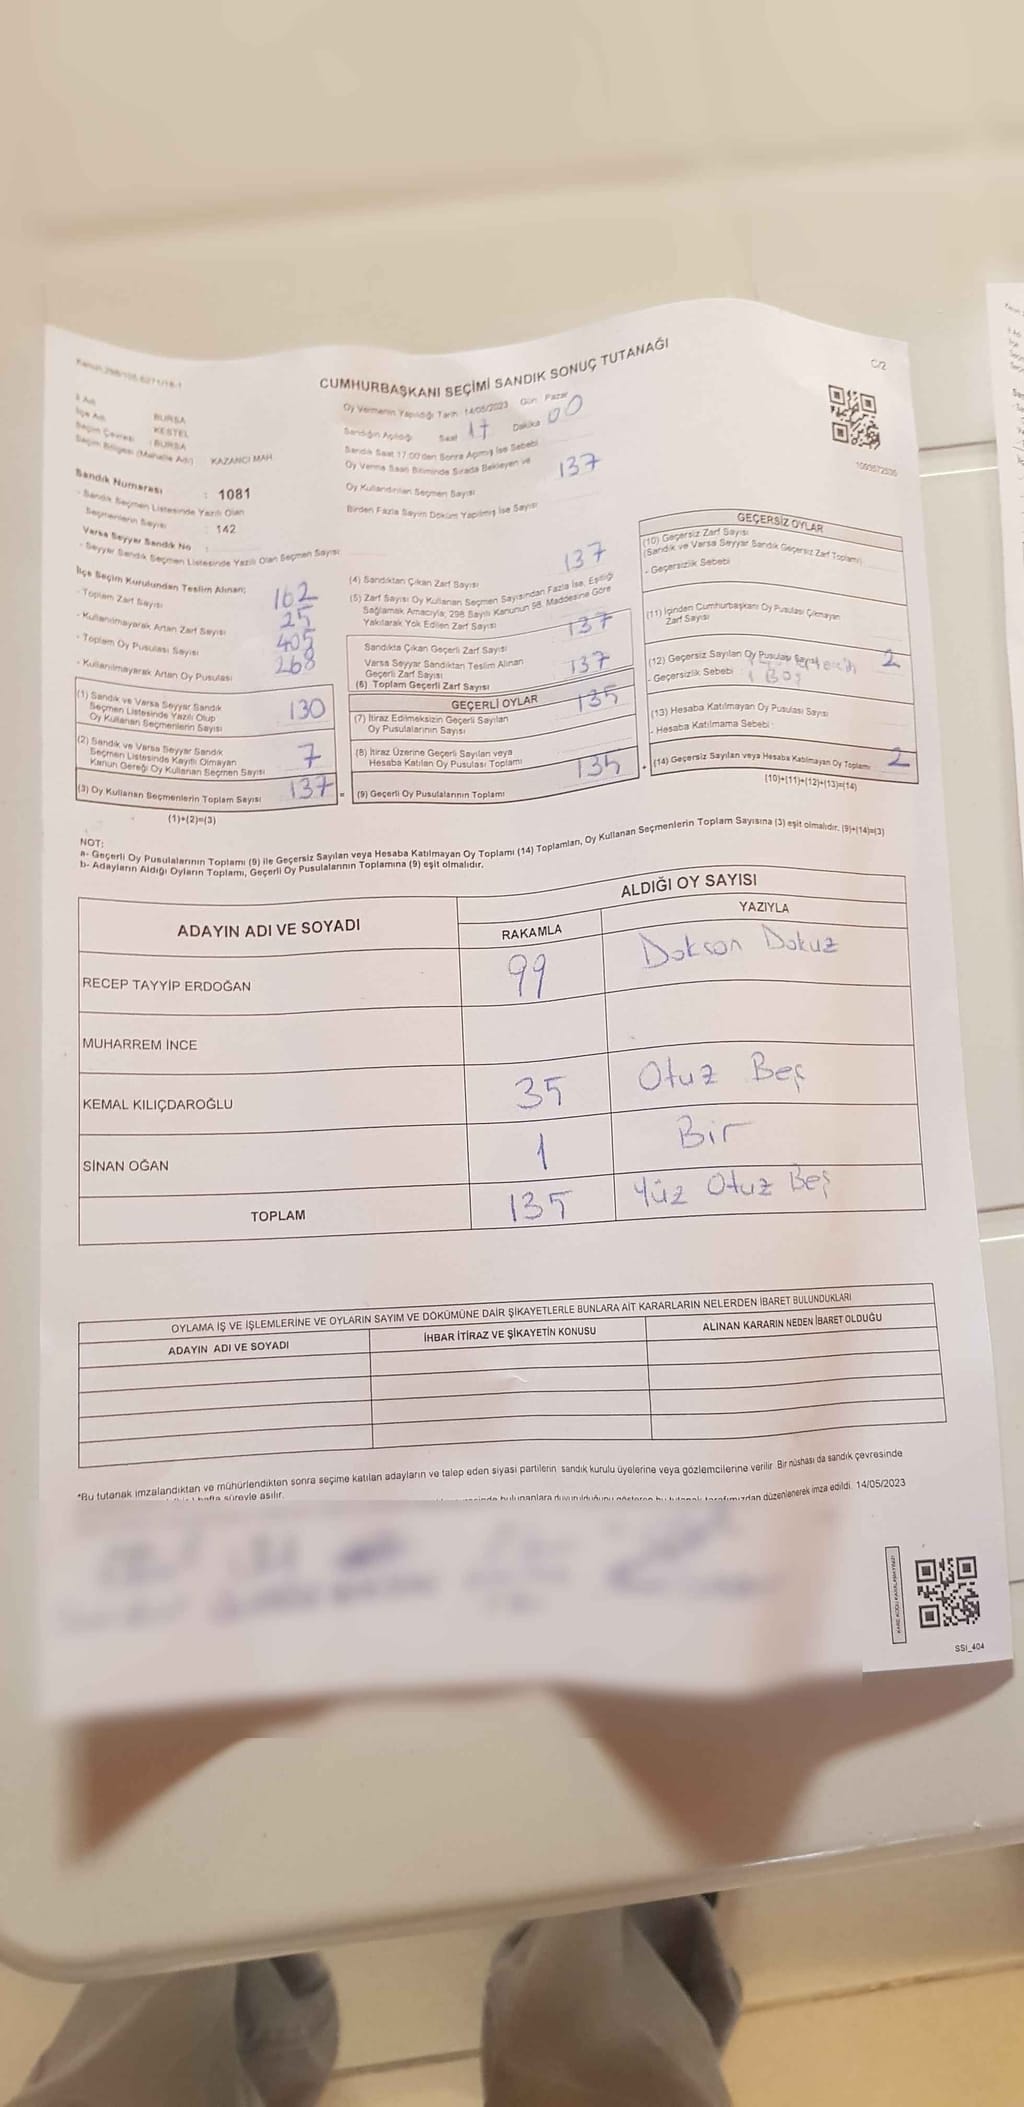 C/2
CUMHURBAŞKANI SEÇİMİ SANDIK SONUÇ TUTANAĞI
İl Adı BURSA
İlçe Adı KESTEL
Seçim Çevresi : BURSA
Seçim Bölgesi (Mahalle Adı) KAZANCI MAH.
Sandık Numarası : 1081
- Sandık Seçmen Listesinde Yazılı Olan
Seçmenlerin Sayısı : 142
Varsa Seyyar Sandık No :
- Seyyar Sandık Seçmen Listesinde Yazılı Olan Seçmen Sayısı
Oy Vermenin Yapıldığı Tarih 14/05/2023 Gün Pazar
Sandığın Açıldığı Saat 17 Dakika 00
Sandık Saat 17:00'den Sonra Açılmış İse Sebebi
Oy Verme Saati Bitiminde Sırada Bekleyen ve
Oy Kullandırılan Seçmen Sayısı 137
Birden Fazla Sayım Döküm Yapılmış İse Sayısı
1003572535
İlçe Seçim Kurulundan Teslim Alınan;
- Toplam Zarf Sayısı 162
- Kullanılmayarak Artan Zarf Sayısı 25
- Toplam Oy Pusulası Sayısı 405
- Kullanılmayarak Artan Oy Pusulası 268
(1) Sandık ve Varsa Seyyar Sandık
Seçmen Listesinde Yazılı Olup
Oy Kullanan Seçmenlerin Sayısı 130
(2) Sandık ve Varsa Seyyar Sandık
Seçmen Listesinde Kayıtlı Olmayan
Kanun Gereği Oy Kullanan Seçmen Sayısı 7
(3) Oy Kullanan Seçmenlerin Toplam Sayısı 137 =
(1)+(2)=(3)
(4) Sandıktan Çıkan Zarf Sayısı 137
(5) Zarf Sayısı Oy Kullanan Seçmen Sayısından Fazla İse, Eşitliği
Sağlamak Amacıyla; 298 Sayılı Kanunun 98. Maddesine Göre
Yakılarak Yok Edilen Zarf Sayısı
Sandıkta Çıkan Geçerli Zarf Sayısı 137
Varsa Seyyar Sandıktan Teslim Alınan
Geçerli Zarf Sayısı
(6) Toplam Geçerli Zarf Sayısı 137
GEÇERLİ OYLAR
(7) İtiraz Edilmeksizin Geçerli Sayılan
Oy Pusulalarının Sayısı 135
(8) İtiraz Üzerine Geçerli Sayılan veya
Hesaba Katılan Oy Pusulası Toplamı
(9) Geçerli Oy Pusulalarının Toplamı 135 +
GEÇERSİZ OYLAR
(10) Geçersiz Zarf Sayısı
(Sandık ve Varsa Seyyar Sandık Geçersiz Zarf Toplamı)
- Geçersizlik Sebebi
(11) İçinden Cumhurbaşkanı Oy Pusulası Çıkmayan
Zarf Sayısı
(12) Geçersiz Sayılan Oy Pusulası Sayısı 2
- Geçersizlik Sebebi 1 Boş
(13) Hesaba Katılmayan Oy Pusulası Sayısı
- Hesaba Katılmama Sebebi
(14) Geçersiz Sayılan veya Hesaba Katılmayan Oy Toplamı 2
(10)+(11)+(12)+(13)=(14)
NOT:
a- Geçerli Oy Pusulalarının Toplamı (9) ile Geçersiz Sayılan veya Hesaba Katılmayan Oy Toplamı (14) Toplamları, Oy Kullanan Seçmenlerin Toplam Sayısına (3) eşit olmalıdır. (9)+(14)=(3)
b- Adayların Aldığı Oyların Toplamı, Geçerli Oy Pusulalarının Toplamına (9) eşit olmalıdır.
ADAYIN ADI VE SOYADI
ALDIĞI OY SAYISI
RAKAMLA YAZIYLA
RECEP TAYYİP ERDOĞAN 99 Doksan Dokuz
MUHARREM İNCE
KEMAL KILIÇDAROĞLU 35 Otuz Beş
SİNAN OĞAN 1 Bir
TOPLAM 135 Yüz Otuz Beş
OYLAMA İŞ VE İŞLEMLERİNE VE OYLARIN SAYIM VE DÖKÜMÜNE DAİR ŞİKAYETLERLE BUNLARA AİT KARARLARIN NELERDEN İBARET BULUNDUKLARI
ADAYIN ADI VE SOYADI İHBAR İTİRAZ VE ŞİKAYETİN KONUSU ALINAN KARARIN NEDEN İBARET OLDUĞU
*Bu tutanak imzalandıktan ve mühürlendikten sonra seçime katılan adayların ve talep eden siyasi partilerin sandık kurulu üyelerine veya gözlemcilerine verilir. Bir nüshası da sandık çevresinde
hafta süreyle asılır.
düzenlenerek imza edildi. 14/05/2023
SSİ_404